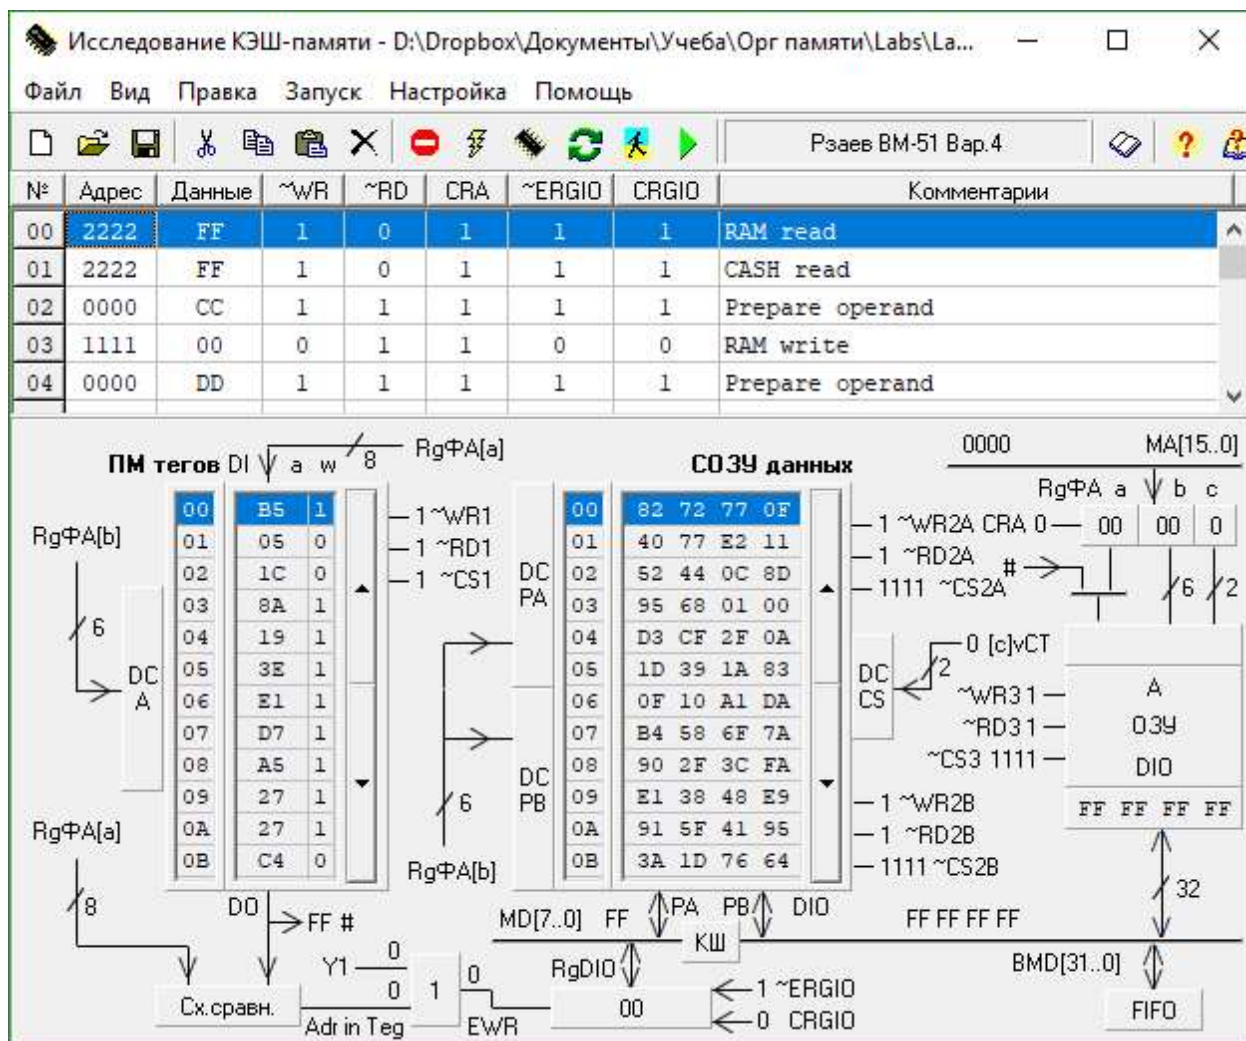 Исследование КЭШ-памяти - D:\Dropbox\Документы\Учеба\Орг памяти\Labs\La...
Файл Вид Правка Запуск Настройка Помощь
Рзаев ВМ-51 Вар.4
№ Адрес Данные ~WR ~RD CRA ~ERGIO CRGIO Комментарии
00 2222 FF 1 0 1 1 1 RAM read
01 2222 FF 1 0 1 1 1 CASH read
02 0000 CC 1 1 1 1 1 Prepare operand
03 1111 00 0 1 1 0 0 RAM write
04 0000 DD 1 1 1 1 1 Prepare operand
ПМ тегов DI a w 8 RgФА[a] СОЗУ данных 0000 MA[15..0]
RgФА a b c
00 B5 1 1 ~WR1 00 82 72 77 0F 1 ~WR2A CRA 0 00 00 0
RgФА[b] 01 05 0 1 ~RD1 01 40 77 E2 11 1 ~RD2A #
02 1C 0 1 ~CS1 DC PA 02 52 44 0C 8D 1111 ~CS2A 6 2
03 8A 1 03 95 68 01 00
6 04 19 1 04 D3 CF 2F 0A 0 [c]vCT
DC A 05 3E 1 05 1D 39 1A 83 DC CS 2
06 E1 1 06 0F 10 A1 DA ~WR3 1 A
07 D7 1 07 B4 58 6F 7A ~RD3 1 ОЗУ
08 A5 1 DC PB 08 90 2F 3C FA ~CS3 1111 DIO
09 27 1 6 09 E1 38 48 E9 1 ~WR2B FF FF FF FF
RgФА[a] 0A 27 1 0A 91 5F 41 95 1 ~RD2B
0B C4 0 RgФА[b] 0B 3A 1D 76 64 1111 ~CS2B
8 DO FF # MD[7..0] FF PA PB DIO FF FF FF FF 32
КШ
Y1 0 1 0 RgDIO BMD[31..0]
Сх.сравн. 0 Adr in Teg EWR 00 1 ~ERGIO
0 CRGIO FIFO